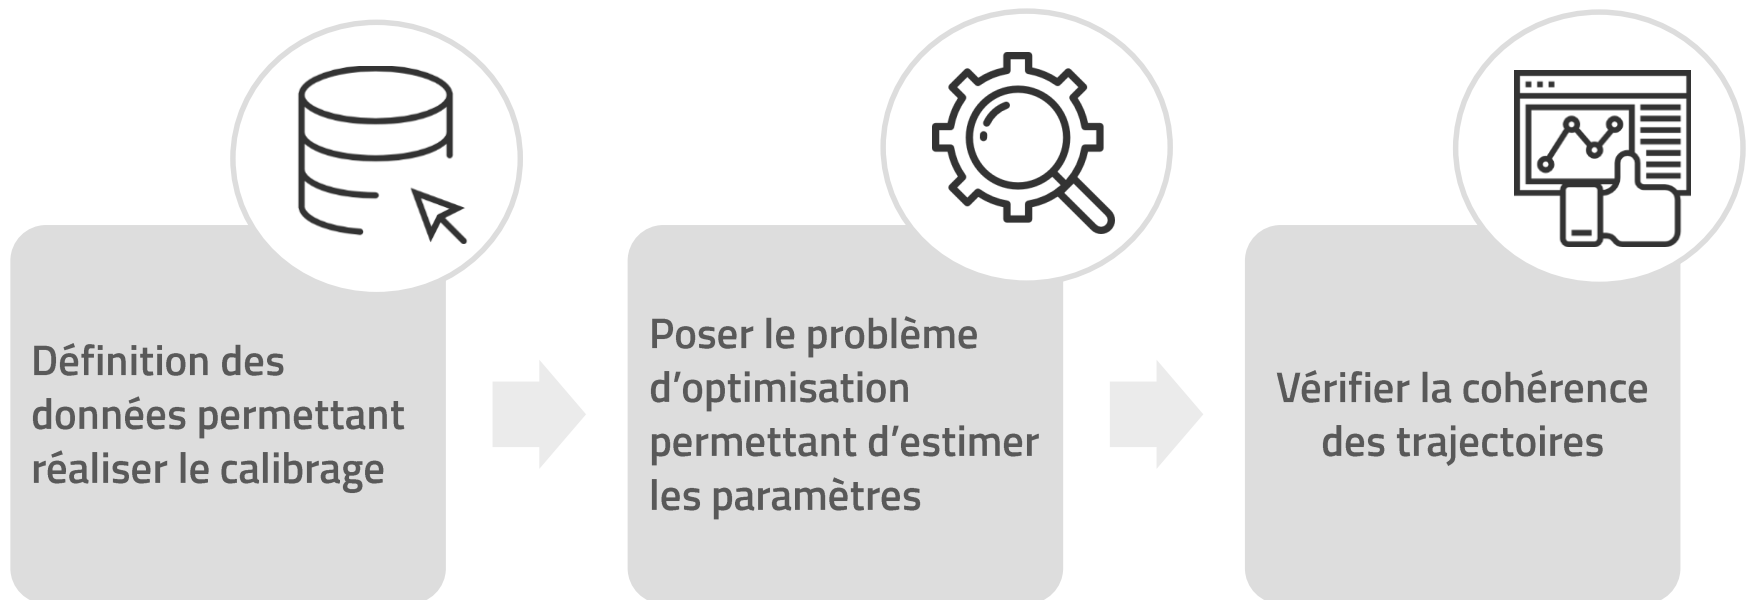 Définition des
données permettant
réaliser le calibrage
Poser le problème
d'optimisation
permettant d'estimer
les paramètres
Vérifier la cohérence
des trajectoires